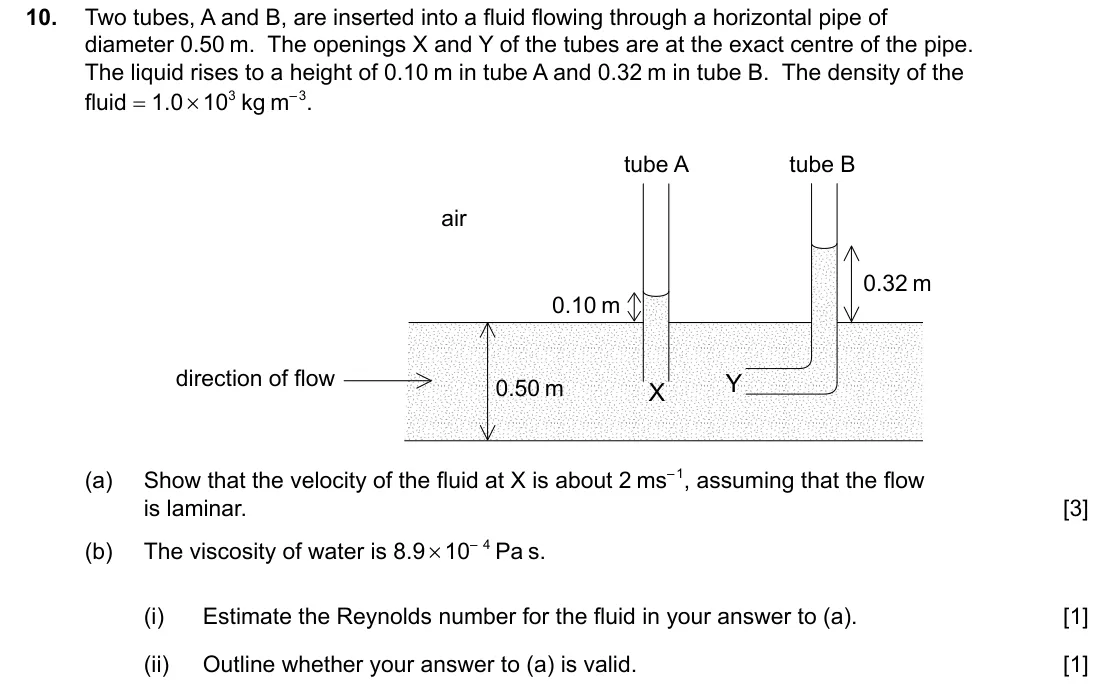 10. Two tubes, A and B, are inserted into a fluid flowing through a horizontal pipe of
diameter 0.50 m. The openings X and Y of the tubes are at the exact centre of the pipe.
The liquid rises to a height of 0.10 m in tube A and 0.32 m in tube B. The density of the
fluid = 1.0 × 10³ kg m⁻³.
tube A
tube B
air
0.32 m
0.10 m
direction of flow
0.50 m
X
Y
(a) Show that the velocity of the fluid at X is about 2 ms⁻¹, assuming that the flow
is laminar. [3]
(b) The viscosity of water is 8.9 × 10⁻⁴ Pa s.
(i) Estimate the Reynolds number for the fluid in your answer to (a). [1]
(ii) Outline whether your answer to (a) is valid. [1]